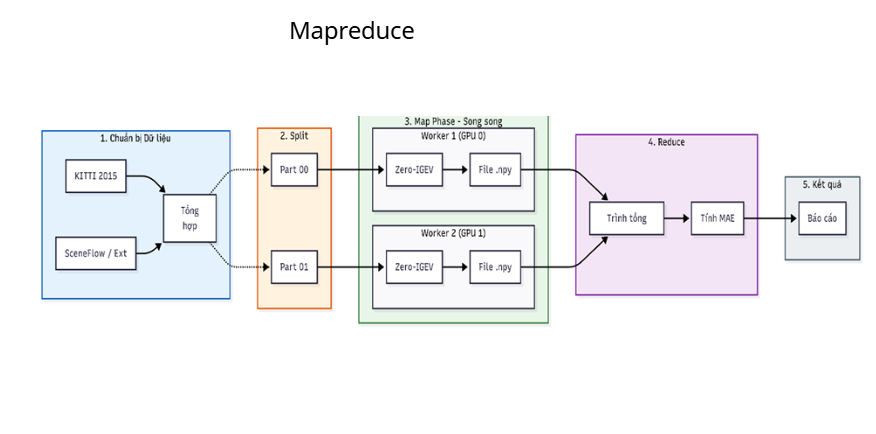 Mapreduce
1. Chuẩn bị Dữ liệu
KITTI 2015
SceneFlow / Ext
Tổng
hợp
2. Split
Part 00
Part 01
3. Map Phase - Song song
Worker 1 (GPU 0)
Zero-IGEV
File .npy
Worker 2 (GPU 1)
Zero-IGEV
File .npy
4. Reduce
Trình tổng
Tính MAE
5. Kết quả
Báo cáo